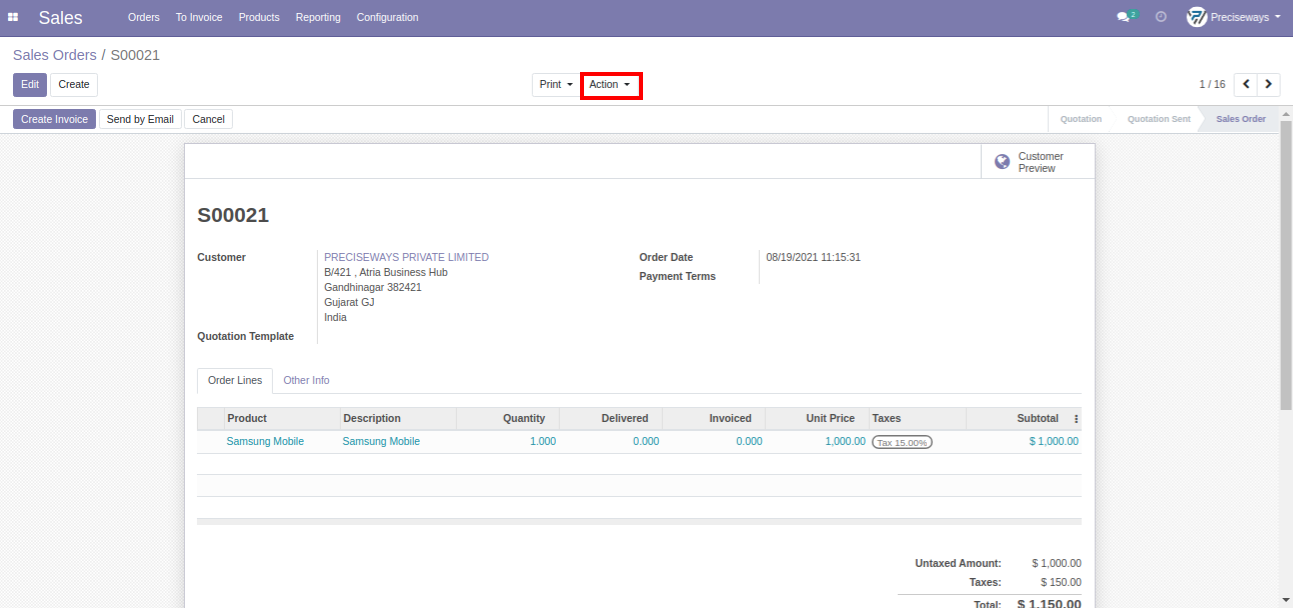 Sales Orders To Invoice Products Reporting Configuration 2 Preciseways
Sales Orders / S00021
Edit Create Print Action 1 / 16
Create Invoice Send by Email Cancel Quotation Quotation Sent Sales Order
Customer
Preview
S00021
Customer PRECISEWAYS PRIVATE LIMITED Order Date 08/19/2021 11:15:31
B/421 , Atria Business Hub Payment Terms
Gandhinagar 382421
Gujarat GJ
India
Quotation Template
Order Lines Other Info
Product Description Quantity Delivered Invoiced Unit Price Taxes Subtotal
Samsung Mobile Samsung Mobile 1.000 0.000 0.000 1,000.00 Tax 15.00% $ 1,000.00
Untaxed Amount: $ 1,000.00
Taxes: $ 150.00
Total: $ 1,150.00